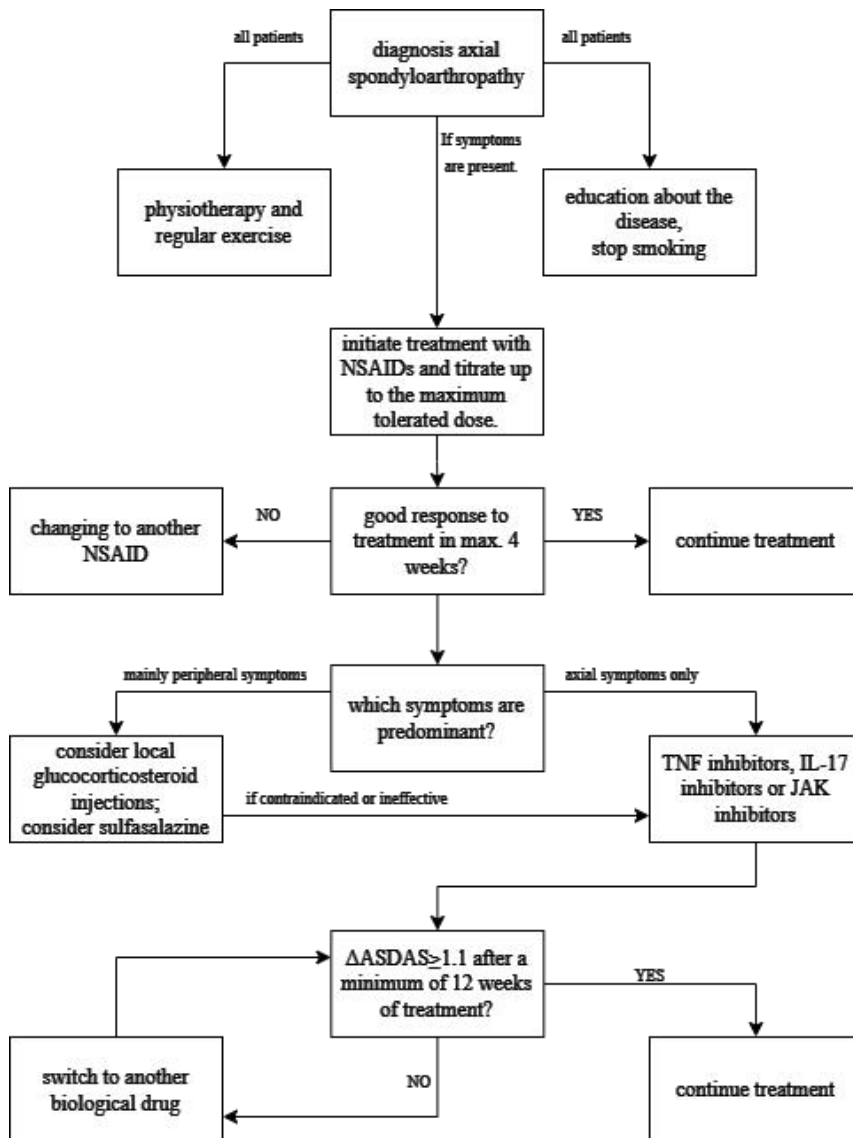 all patients
diagnosis axial
spondyloarthropathy
all patients
If symptoms
are present.
physiotherapy and
regular exercise
education about the
disease,
stop smoking
initiate treatment with
NSAIDs and titrate up
to the maximum
tolerated dose.
changing to another
NSAID
NO
good response to
treatment in max. 4
weeks?
YES
continue treatment
mainly peripheral symptoms
which symptoms are
predominant?
axial symptoms only
consider local
glucocorticosteroid
injections;
consider sulfasalazine
if contraindicated or ineffective
TNF inhibitors, IL-17
inhibitors or JAK
inhibitors
ΔASDAS≥1.1 after a
minimum of 12 weeks
of treatment?
YES
NO
switch to another
biological drug
continue treatment